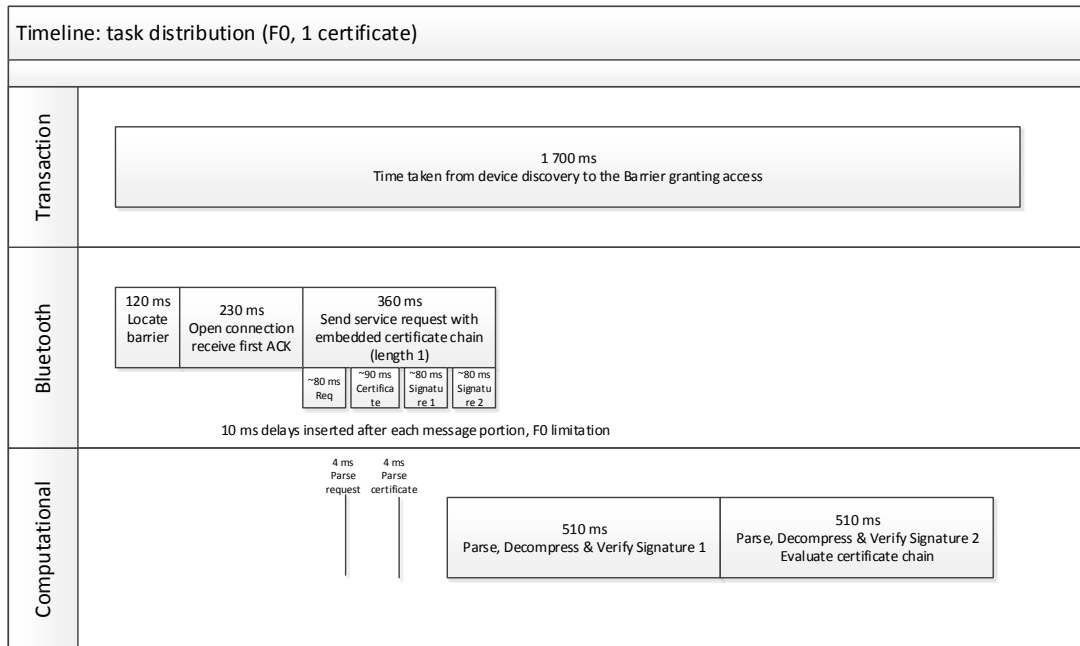 Timeline: task distribution (F0, 1 certificate)
Transaction
1 700 ms
Time taken from device discovery to the Barrier granting access
Bluetooth
120 ms
Locate
barrier
230 ms
Open connection
receive first ACK
360 ms
Send service request with
embedded certificate chain
(length 1)
~80 ms
Req
~90 ms
Certifica
te
~80 ms
Signatu
re 1
~80 ms
Signatu
re 2
10 ms delays inserted after each message portion, F0 limitation
Computational
4 ms
Parse
request
4 ms
Parse
certificate
510 ms
Parse, Decompress & Verify Signature 1
510 ms
Parse, Decompress & Verify Signature 2
Evaluate certificate chain